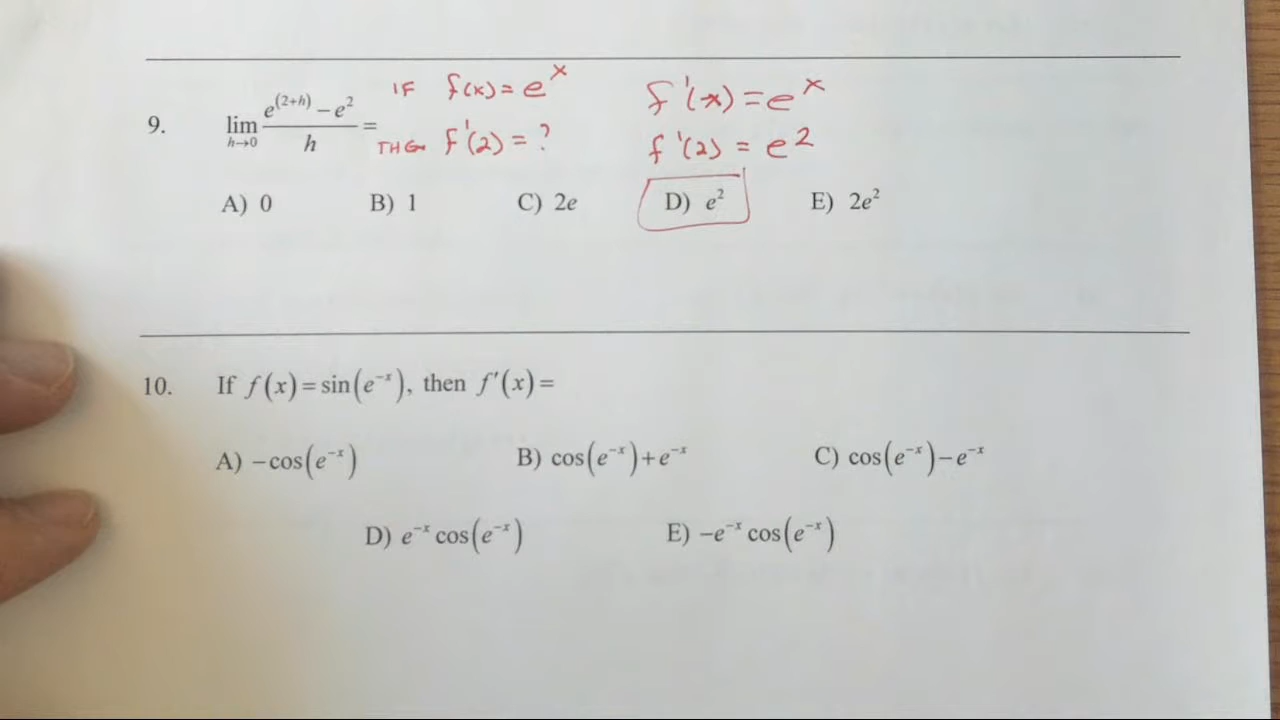 9. lim h→0 (e^(2+h) − e^2)/h = IF f(x) = e^x f'(x) = e^x
THEN f'(2) = ? f'(2) = e^2
A) 0 B) 1 C) 2e D) e^2 E) 2e^2
10. If f(x) = sin(e^−x), then f′(x) =
A) −cos(e^−x) B) cos(e^−x)+e^−x C) cos(e^−x)−e^−x
D) e^−x cos(e^−x) E) −e^−x cos(e^−x)